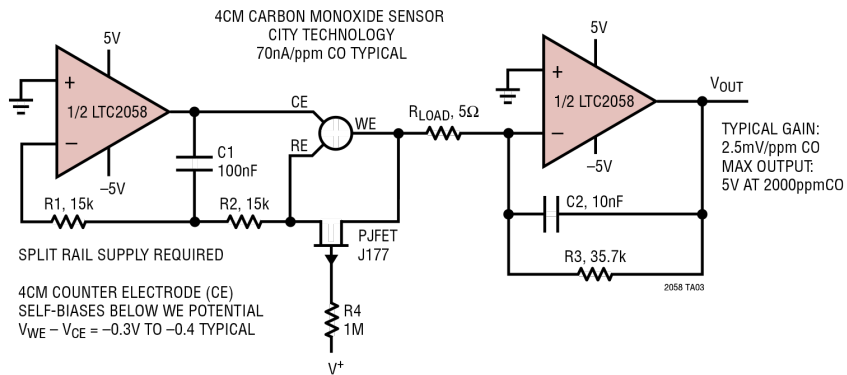 4CM CARBON MONOXIDE SENSOR
CITY TECHNOLOGY
70nA/ppm CO TYPICAL
5V
+
1/2 LTC2058
–
–5V
C1
100nF
R1, 15k
R2, 15k
CE
RE
WE
RLOAD, 5Ω
PJFET
J177
R4
1M
V+
5V
+
1/2 LTC2058
–
–5V
C2, 10nF
R3, 35.7k
VOUT
TYPICAL GAIN:
2.5mV/ppm CO
MAX OUTPUT:
5V AT 2000ppmCO
2058 TA03
SPLIT RAIL SUPPLY REQUIRED
4CM COUNTER ELECTRODE (CE)
SELF-BIASES BELOW WE POTENTIAL
VWE – VCE = –0.3V TO –0.4 TYPICAL